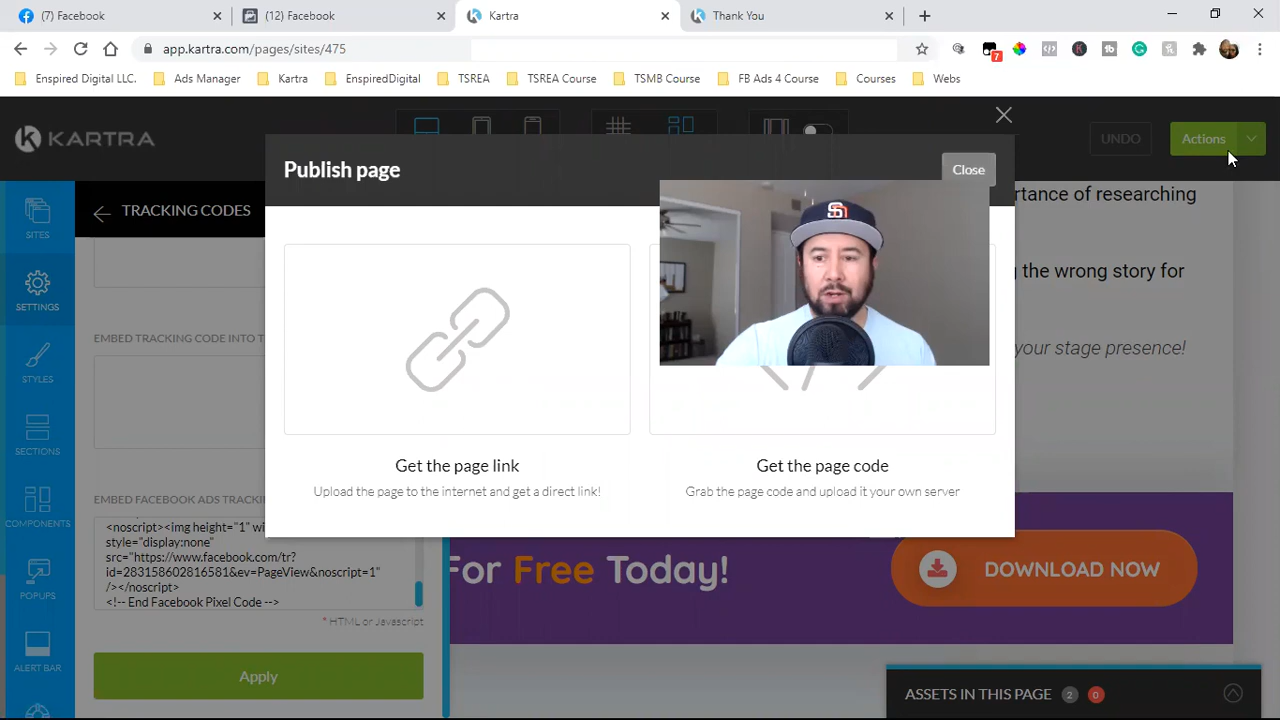 (7) Facebook
(12) Facebook
Kartra
Thank You
app.kartra.com/pages/sites/475
7
Enspired Digital LLC.
Ads Manager
Kartra
EnspiredDigital
TSREA
TSREA Course
TSMB Course
FB Ads 4 Course
Courses
Webs
KARTRA
UNDO
Actions
Publish page
Close
TRACKING CODES
SITES
SETTINGS
STYLES
SECTIONS
COMPONENTS
POPUPS
ALERT BAR
rtance of researching
g the wrong story for
your stage presence!
EMBED TRACKING CODE INTO T
EMBED FACEBOOK ADS TRACKI
<noscript><img height="1" wi
style="display:none"
src="https://www.facebook.com/tr?
id=283158602816581&ev=PageView&noscript=1"
/></noscript>
<!-- End Facebook Pixel Code -->
* HTML or Javascript
Apply
Get the page link
Upload the page to the internet and get a direct link!
Get the page code
Grab the page code and upload it your own server
For Free Today!
DOWNLOAD NOW
ASSETS IN THIS PAGE 2 0